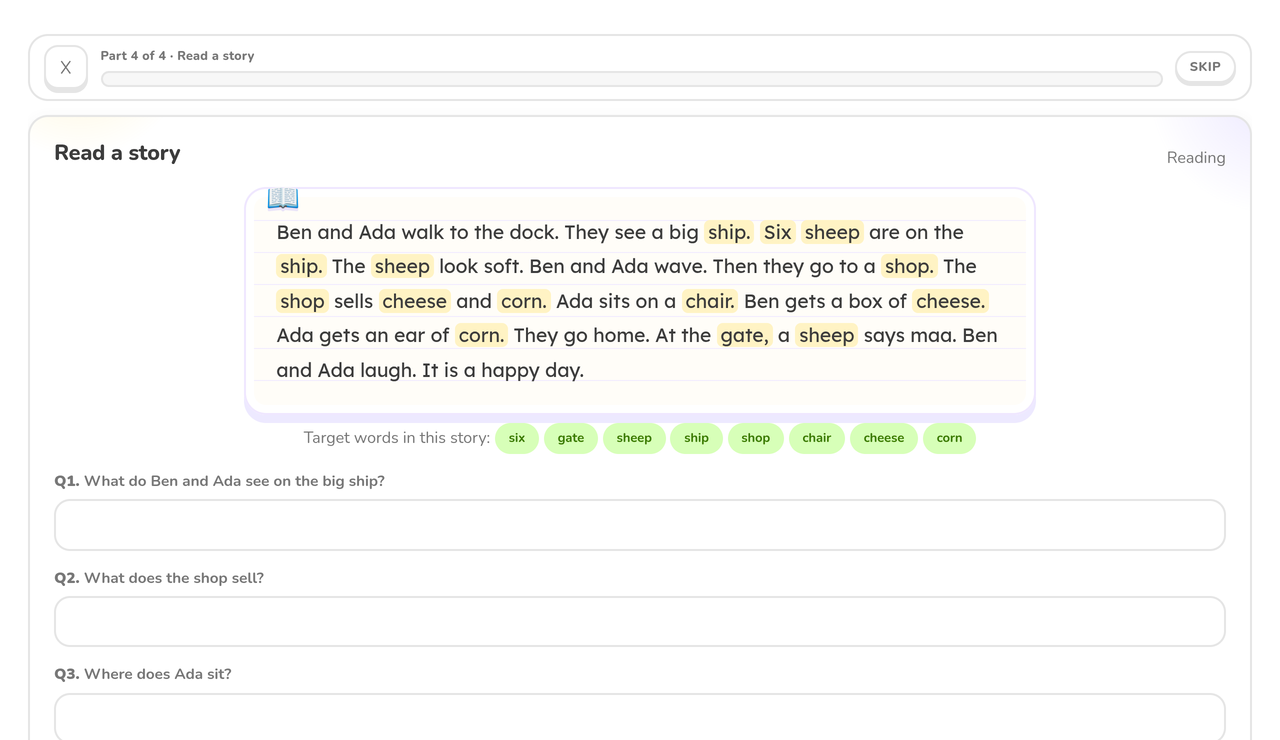 X
Part 4 of 4 · Read a story
SKIP
Read a story
Reading
Ben and Ada walk to the dock. They see a big ship. Six sheep are on the
ship. The sheep look soft. Ben and Ada wave. Then they go to a shop. The
shop sells cheese and corn. Ada sits on a chair. Ben gets a box of cheese.
Ada gets an ear of corn. They go home. At the gate, a sheep says maa. Ben
and Ada laugh. It is a happy day.
Target words in this story: six gate sheep ship shop chair cheese corn
Q1. What do Ben and Ada see on the big ship?
Q2. What does the shop sell?
Q3. Where does Ada sit?